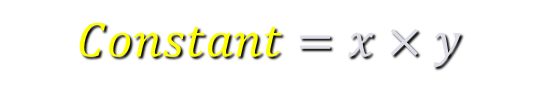 Constant = x × y